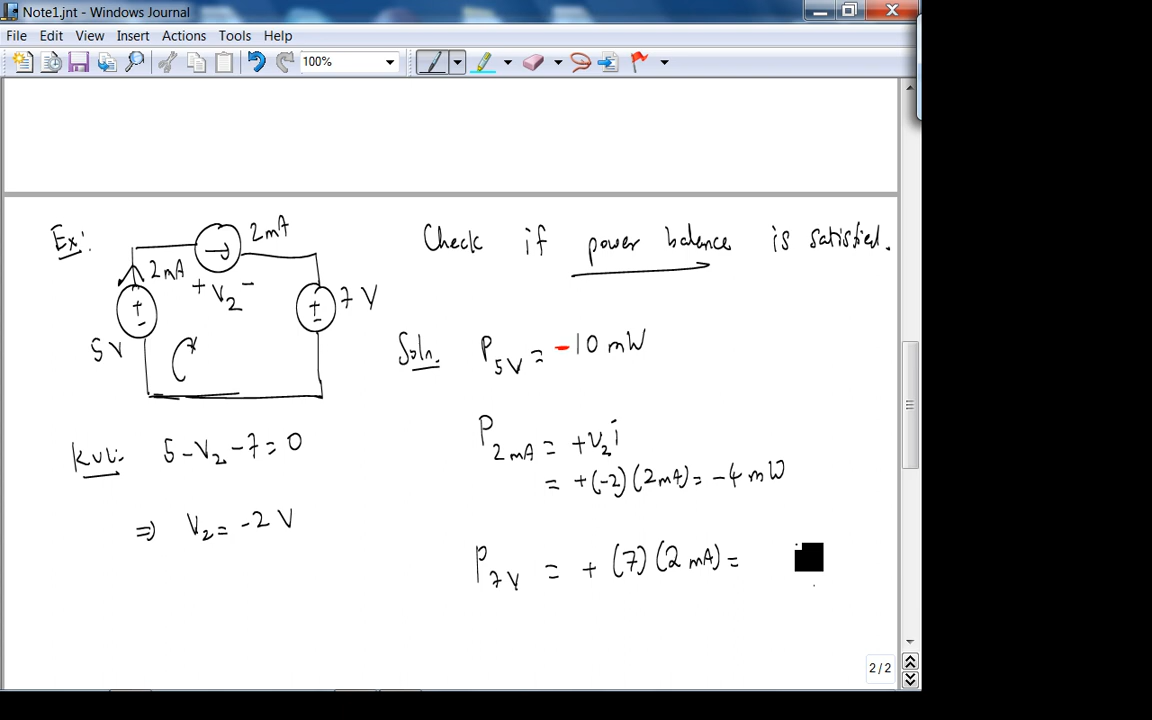 Note1.jnt - Windows Journal
File Edit View Insert Actions Tools Help
100%
Ex:
2mA
2mA
+ V2 -
5V
7 V
Check if power balance is satisfied.
Soln. P5V = -10 mW
KVL: 5-V2-7=0
⇒ V2 = -2 V
P2mA = +V2i
= +(-2)(2mA) = -4 mW
P7V = +(7)(2 mA) =
2/2